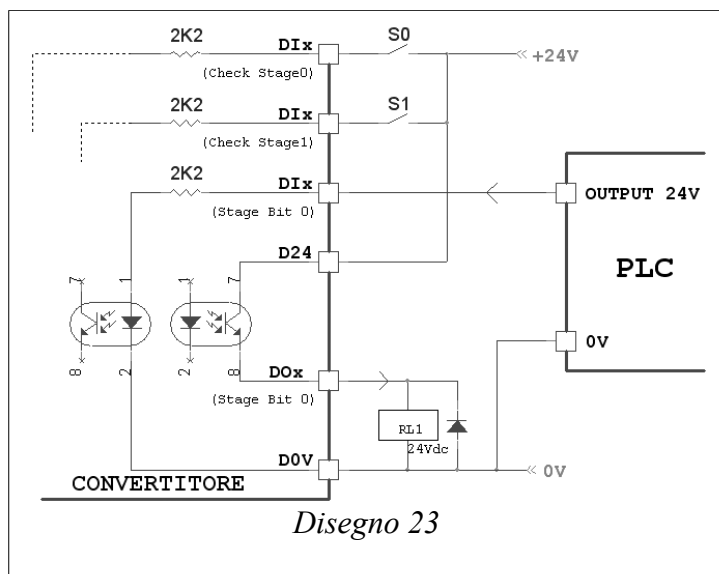 2K2 DIx S0
(Check Stage0) +24V
2K2 DIx S1
(Check Stage1)
2K2 DIx OUTPUT 24V
(Stage Bit 0)
D24 PLC
7 1 1 7
0V
8 2 2 8 DOx
(Stage Bit 0)
RL1
24Vdc
D0V 0V
CONVERTITORE
Disegno 23